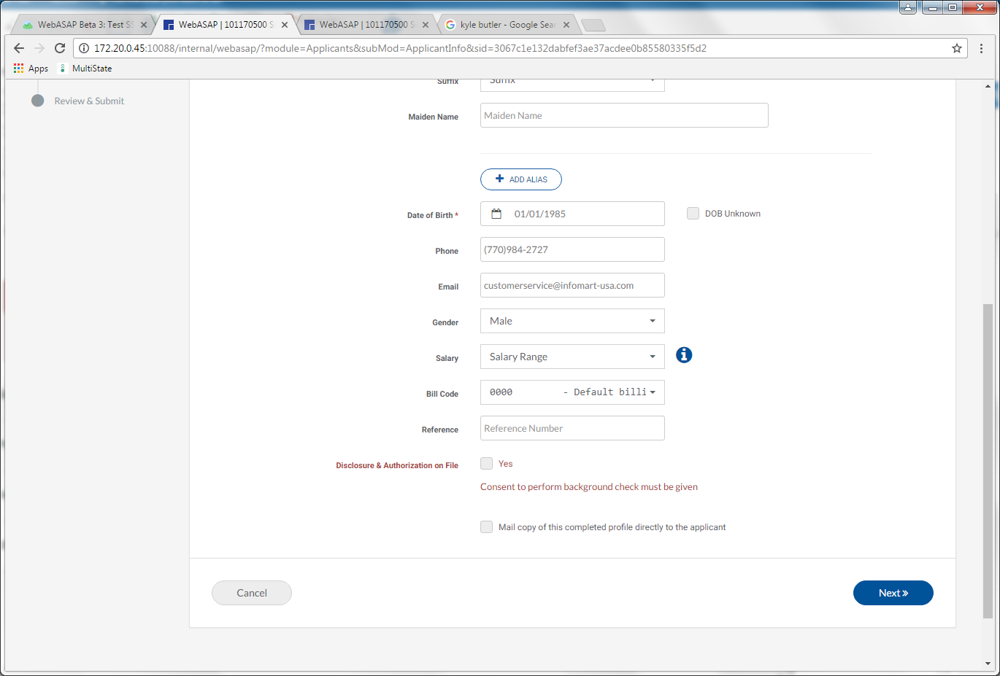 WebASAP Beta 3: Test SS
WebASAP | 101170500 S
WebASAP | 101170500 S
kyle butler - Google Sear
172.20.0.45:10088/internal/webasap/?module=Applicants&subMod=ApplicantInfo&sid=3067c1e132dabfef3ae37acdee0b85580335f5d2
Apps
MultiState
Review & Submit
Suffix
Suffix
Maiden Name
Maiden Name
ADD ALIAS
Date of Birth *
01/01/1985
DOB Unknown
Phone
(770)984-2727
Email
customerservice@infomart-usa.com
Gender
Male
Salary
Salary Range
Bill Code
0000 - Default billi
Reference
Reference Number
Disclosure & Authorization on File
Yes
Consent to perform background check must be given
Mail copy of this completed profile directly to the applicant
Cancel
Next »